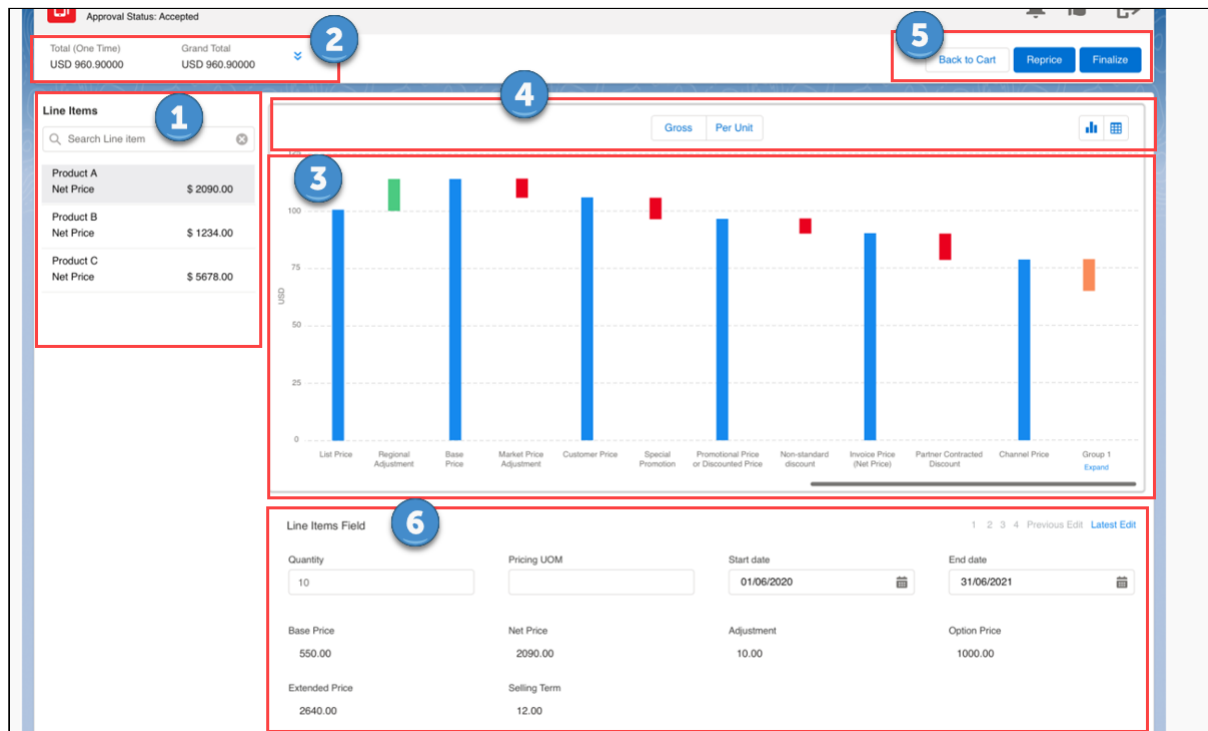 Approval Status: Accepted
2
5
Total (One Time) Grand Total
USD 960.90000 USD 960.90000
Back to Cart Reprice Finalize
1
4
Line Items
Search Line item
Gross Per Unit
Product A
Net Price $ 2090.00
Product B
Net Price $ 1234.00
Product C
Net Price $ 5678.00
3
125
100
75
USD
50
25
0
List Price Regional Adjustment Base Price Market Price Adjustment Customer Price Special Promotion Promotional Price or Discounted Price Non-standard discount Invoice Price (Net Price) Partner Contracted Discount Channel Price Group 1
Expand
6
Line Items Field 1 2 3 4 Previous Edit Latest Edit
Quantity Pricing UOM Start date End date
10 01/06/2020 31/06/2021
Base Price Net Price Adjustment Option Price
550.00 2090.00 10.00 1000.00
Extended Price Selling Term
2640.00 12.00